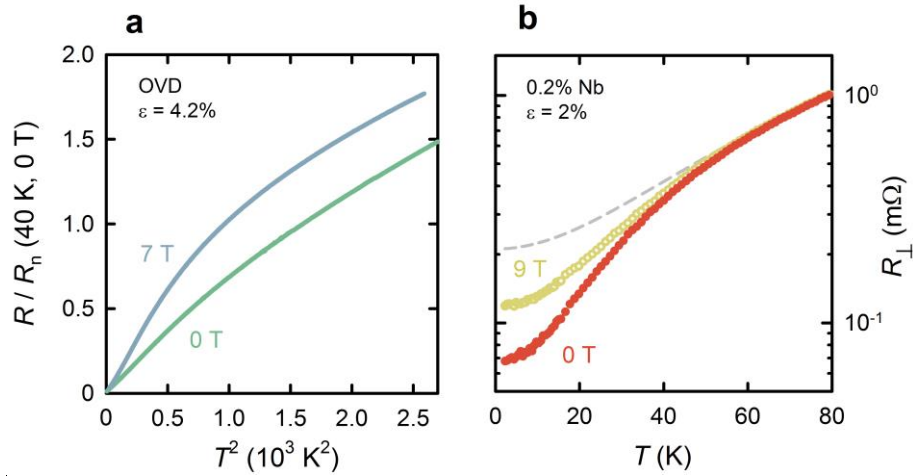 a
OVD
ε = 4.2%
7 T
0 T
2.0
1.5
1.0
0.5
0
0 0.5 1.0 1.5 2.0 2.5
R / Rn (40 K, 0 T)
T² (10³ K²)
b
0.2% Nb
ε = 2%
9 T
0 T
10⁰
10⁻¹
0 20 40 60 80
R⊥ (mΩ)
T (K)